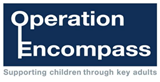 Operation
Encompass
Supporting children through key adults